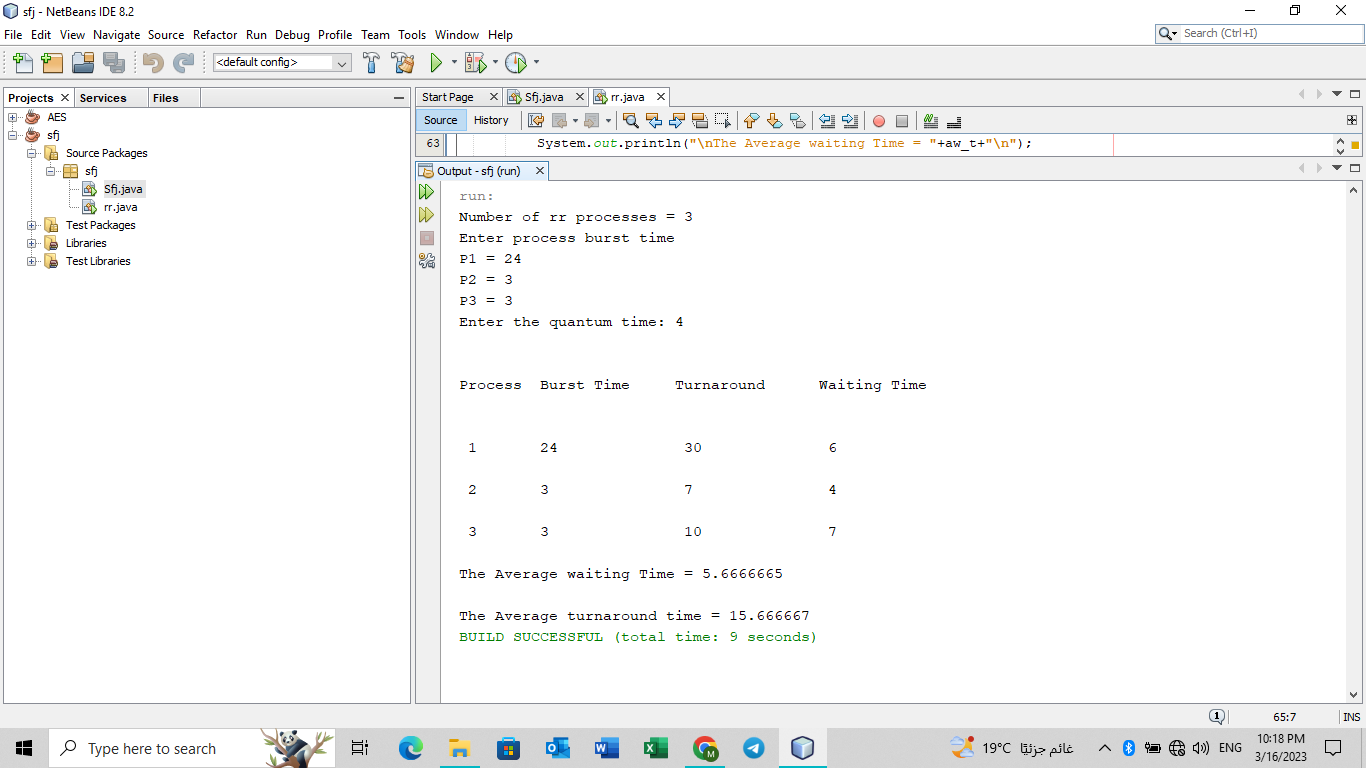 sfj - NetBeans IDE 8.2
File Edit View Navigate Source Refactor Run Debug Profile Team Tools Window Help
Search (Ctrl+I)
<default config>
Projects Services Files
Start Page Sfj.java rr.java
Source History
AES
sfj
Source Packages
sfj
Sfj.java
rr.java
Test Packages
Libraries
Test Libraries
63 System.out.println("\nThe Average waiting Time = "+aw_t+"\n");
Output - sfj (run)
run:
Number of rr processes = 3
Enter process burst time
P1 = 24
P2 = 3
P3 = 3
Enter the quantum time: 4
Process Burst Time Turnaround Waiting Time
1 24 30 6
2 3 7 4
3 3 10 7
The Average waiting Time = 5.6666665
The Average turnaround time = 15.666667
BUILD SUCCESSFUL (total time: 9 seconds)
1 65:7 INS
Type here to search
19°C غائم جزئيًا
ENG
10:18 PM
3/16/2023